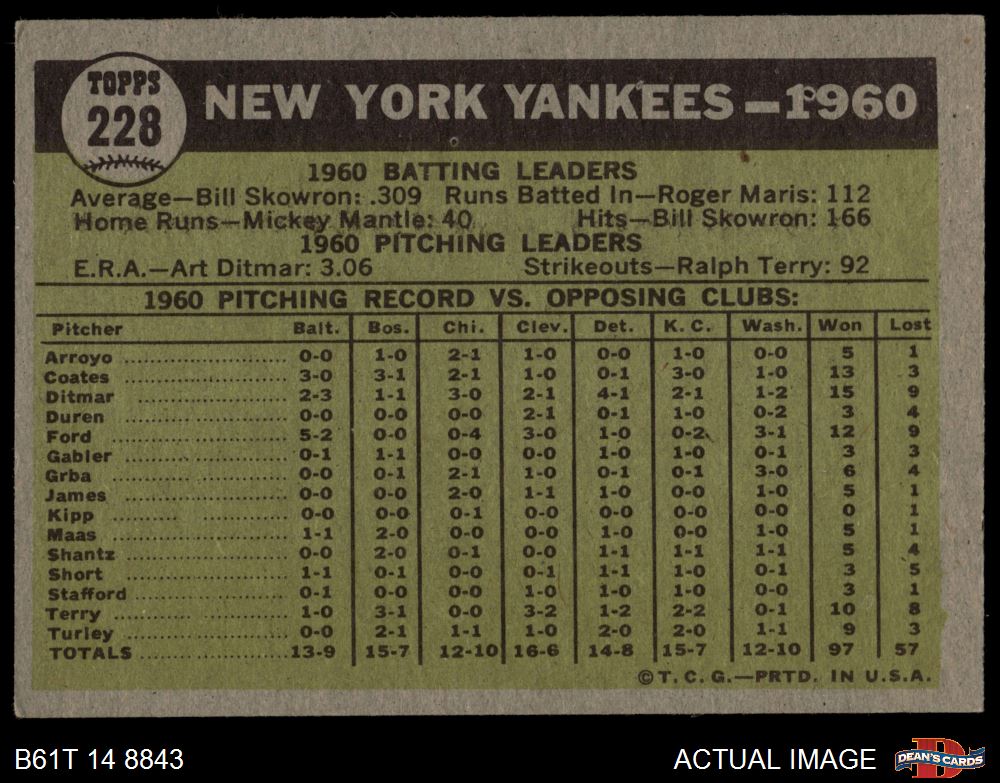 TOPPS
228
NEW YORK YANKEES—1960
1960 BATTING LEADERS
Average—Bill Skowron: .309 Runs Batted In—Roger Maris: 112
Home Runs—Mickey Mantle: 40 Hits—Bill Skowron: 166
1960 PITCHING LEADERS
E.R.A.—Art Ditmar: 3.06 Strikeouts—Ralph Terry: 92
1960 PITCHING RECORD VS. OPPOSING CLUBS:
Pitcher Balt. Bos. Chi. Clev. Det. K. C. Wash. Won Lost
Arroyo 0-0 1-0 2-1 1-0 0-0 1-0 0-0 5 1
Coates 3-0 3-1 2-1 1-0 0-1 3-0 1-0 13 3
Ditmar 2-3 1-1 3-0 2-1 4-1 2-1 1-2 15 9
Duren 0-0 0-0 0-0 2-1 0-1 1-0 0-2 3 4
Ford 5-2 0-0 0-4 3-0 1-0 0-2 3-1 12 9
Gabler 0-1 1-1 0-0 0-0 1-0 1-0 0-1 3 3
Grba 0-0 0-1 2-1 1-0 0-1 0-1 3-0 6 4
James 0-0 0-0 2-0 1-1 1-0 0-0 1-0 5 1
Kipp 0-0 0-0 0-1 0-0 0-0 0-0 0-0 0 1
Maas 1-1 2-0 0-0 0-0 1-0 0-0 1-0 5 1
Shantz 0-0 2-0 0-1 0-0 1-1 1-1 1-1 5 4
Short 1-1 0-1 0-0 0-1 1-1 1-0 0-1 3 5
Stafford 0-1 0-0 0-0 1-0 1-0 1-0 0-0 3 1
Terry 1-0 3-1 0-0 3-2 1-2 2-2 0-1 10 8
Turley 0-0 2-1 1-1 1-0 2-0 2-0 1-1 9 3
TOTALS 13-9 15-7 12-10 16-6 14-8 15-7 12-10 97 57
© T. C. G.—PRTD. IN U.S.A.
B61T 14 8843 ACTUAL IMAGE
DEAN'S CARDS